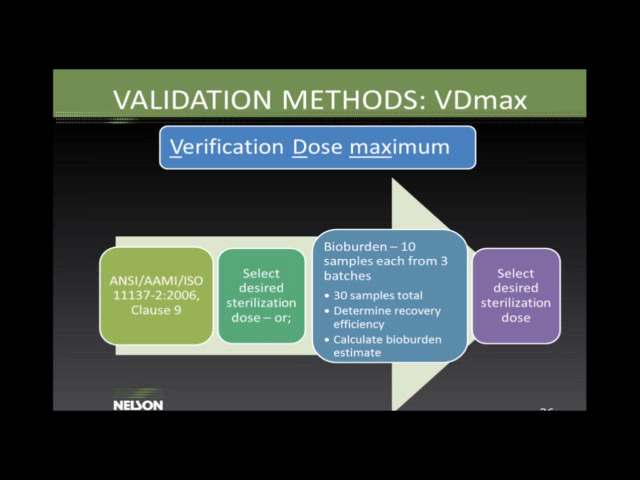 VALIDATION METHODS: VDmax
Verification Dose maximum
ANSI/AAMI/ISO
11137-2:2006,
Clause 9
Select
desired
sterilization
dose – or;
Bioburden – 10
samples each from 3
batches
• 30 samples total
• Determine recovery
efficiency
• Calculate bioburden
estimate
Select
desired
sterilization
dose
NELSON